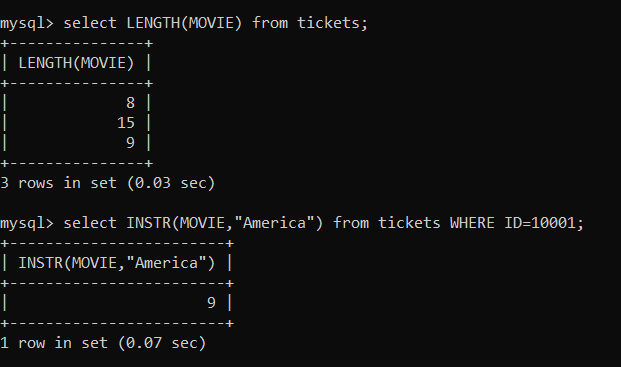 mysql> select LENGTH(MOVIE) from tickets;
+---------------+
| LENGTH(MOVIE) |
+---------------+
|             8 |
|            15 |
|             9 |
+---------------+
3 rows in set (0.03 sec)

mysql> select INSTR(MOVIE,"America") from tickets WHERE ID=10001;
+------------------------+
| INSTR(MOVIE,"America") |
+------------------------+
|                      9 |
+------------------------+
1 row in set (0.07 sec)